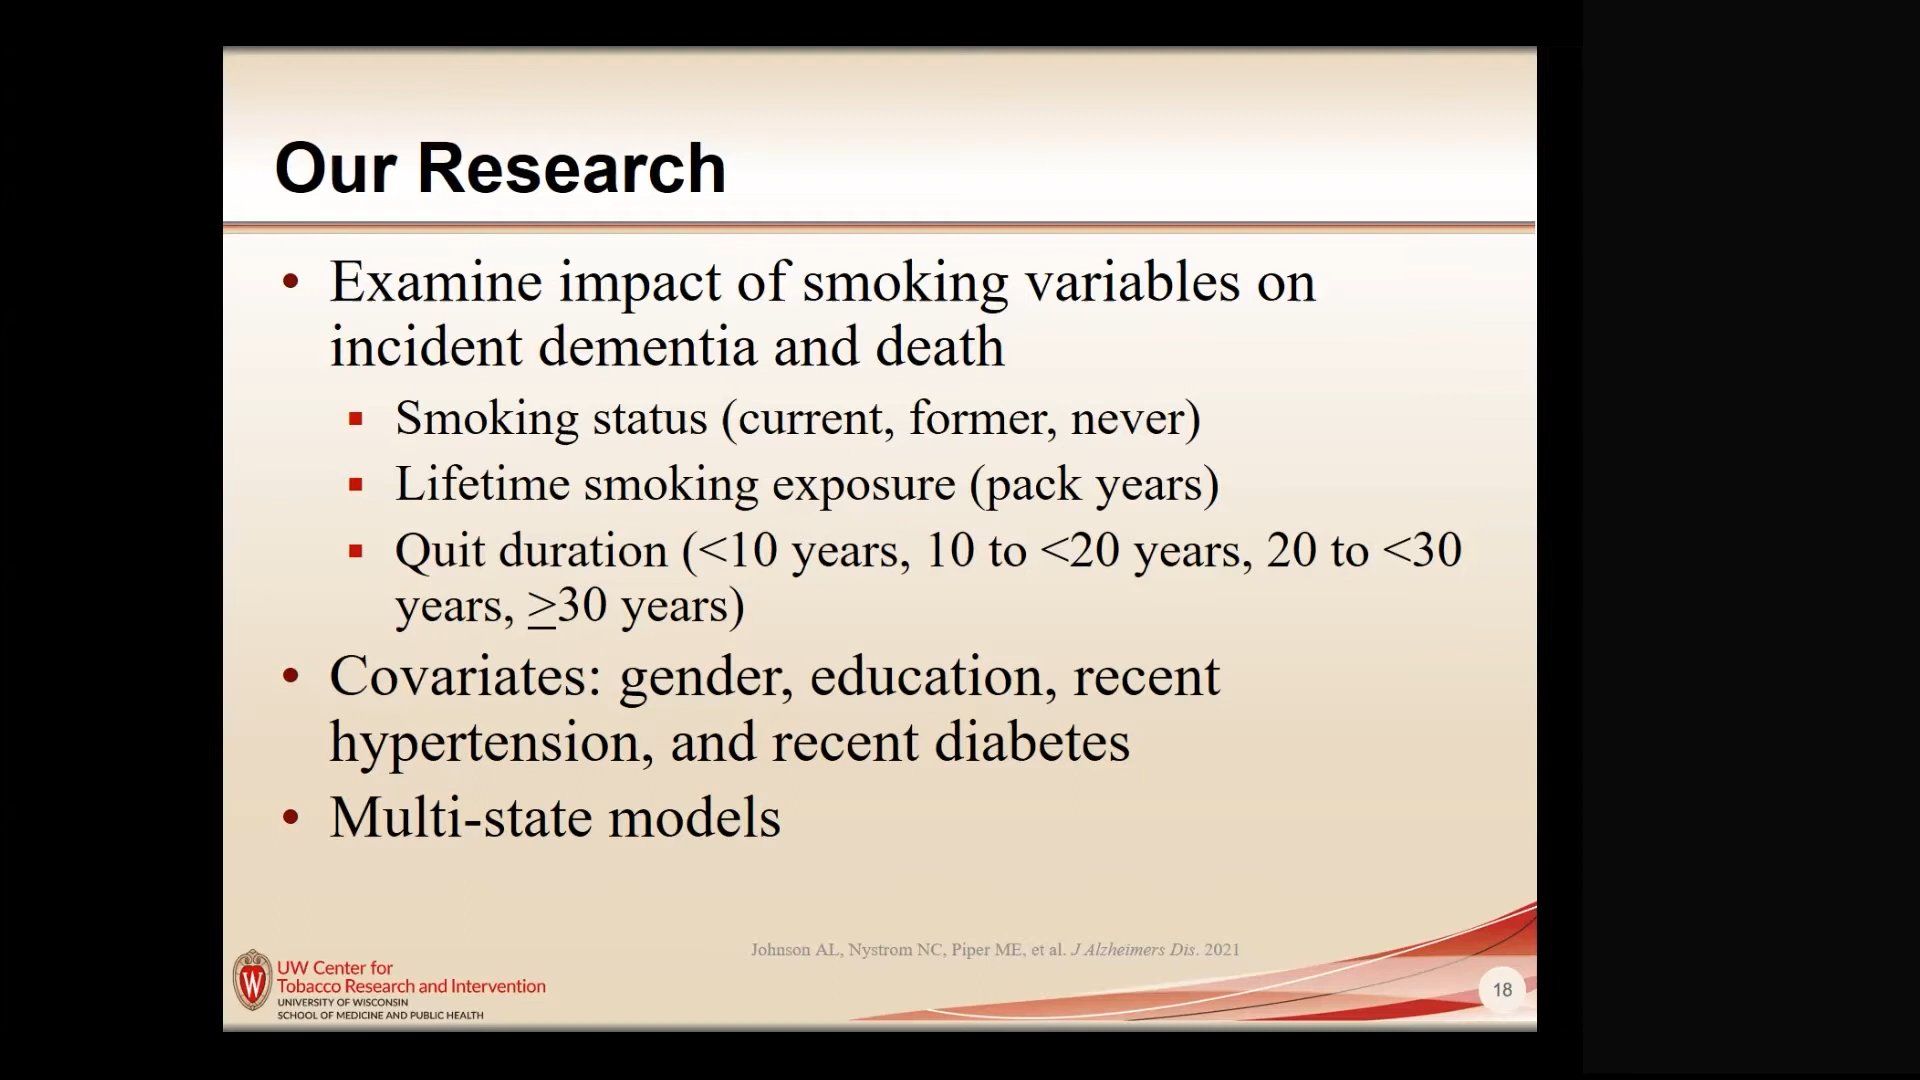 Our Research
• Examine impact of smoking variables on
incident dementia and death
▪ Smoking status (current, former, never)
▪ Lifetime smoking exposure (pack years)
▪ Quit duration (<10 years, 10 to <20 years, 20 to <30
years, ≥30 years)
• Covariates: gender, education, recent
hypertension, and recent diabetes
• Multi-state models
Johnson AL, Nystrom NC, Piper ME, et al. J Alzheimers Dis. 2021
W
UW Center for
Tobacco Research and Intervention
UNIVERSITY OF WISCONSIN
SCHOOL OF MEDICINE AND PUBLIC HEALTH
18